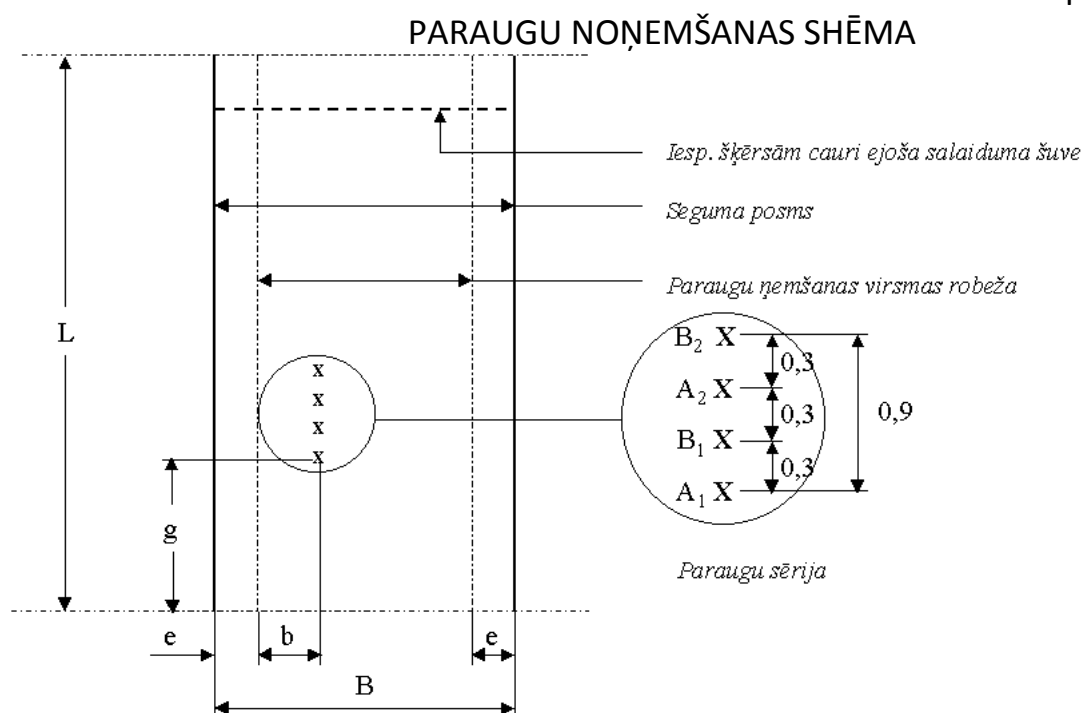 PARAUGU NOŅEMŠANAS SHĒMA
Iesp. šķērsām cauri ejoša salaiduma šuve
Seguma posms
Paraugu ņemšanas virsmas robeža
L
x
x
x
x
B₂ X
0,3
A₂ X
0,3
0,9
B₁ X
0,3
A₁ X
g
Paraugu sērija
e
b
e
B